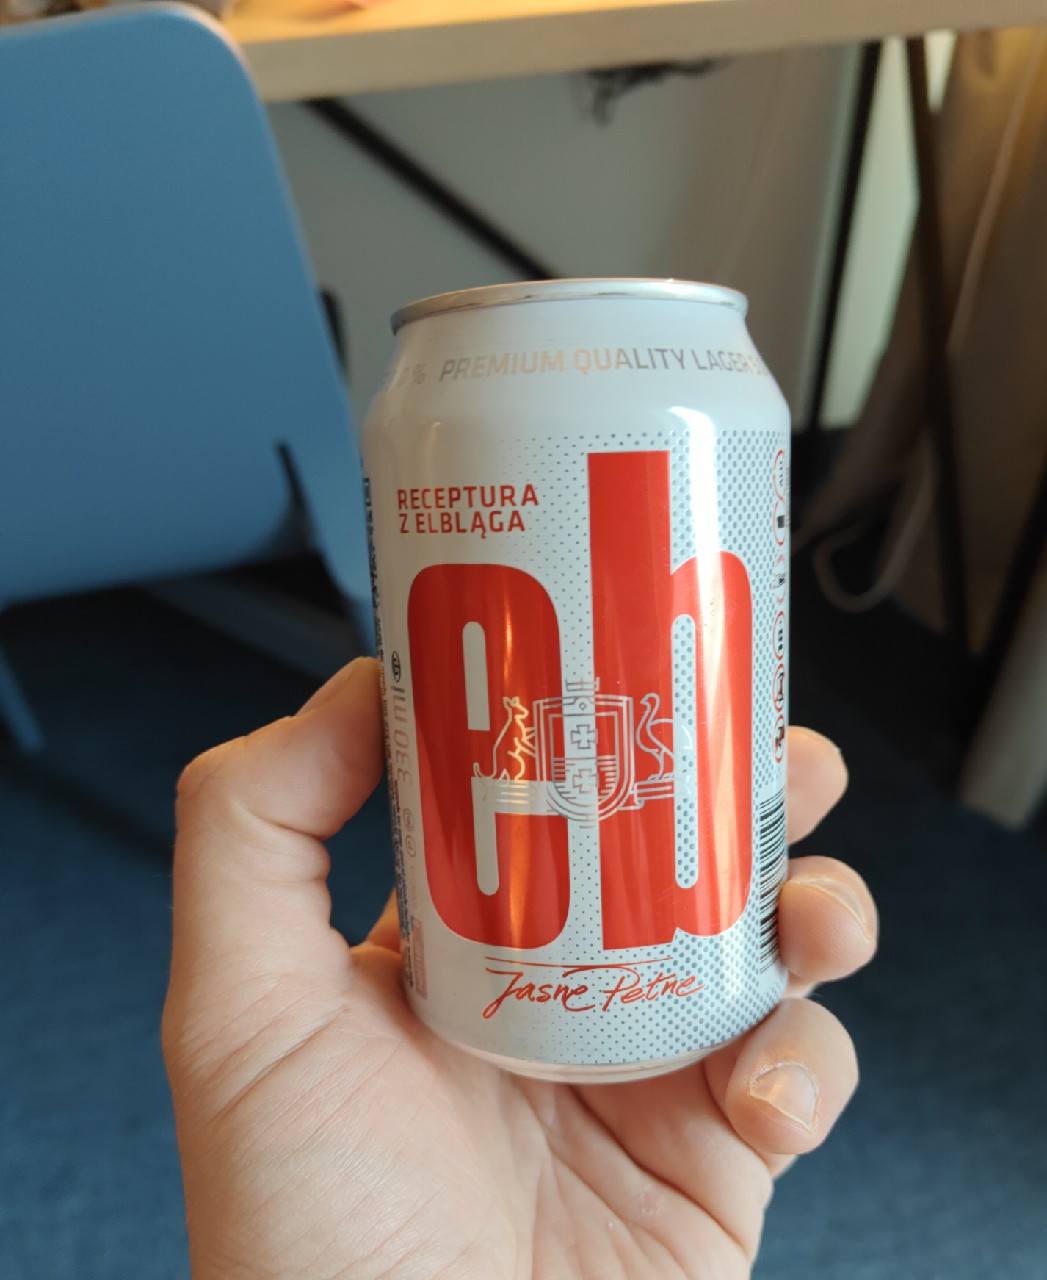 % PREMIUM QUALITY LAGER
RECEPTURA
Z ELBLĄGA
eb
330 ml
Jasne Pełne